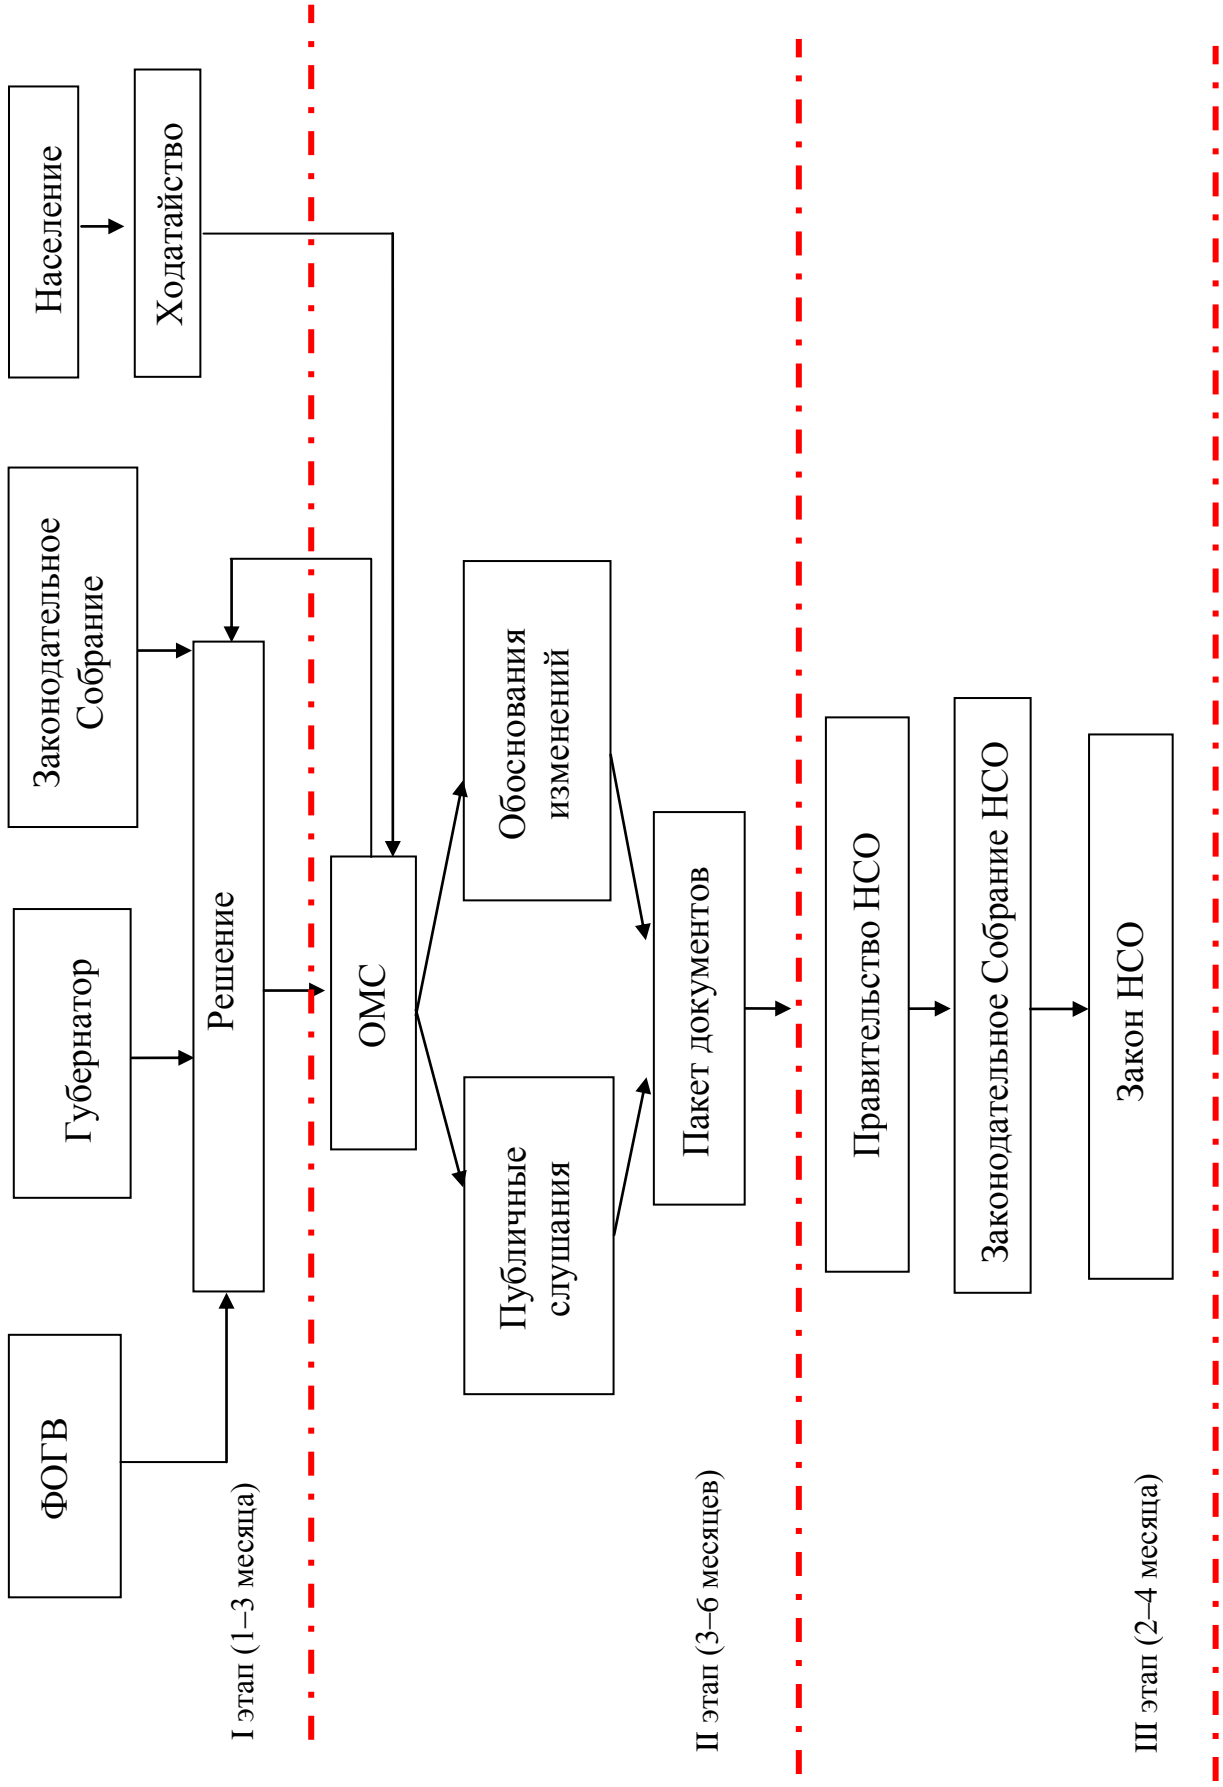 ФОГВ
Губернатор
Законодательное
Собрание
Население
Ходатайство
Решение
I этап (1–3 месяца)
ОМС
Публичные
слушания
Обоснования
изменений
Пакет документов
II этап (3–6 месяцев)
Правительство НСО
Законодательное Собрание НСО
Закон НСО
III этап (2–4 месяца)